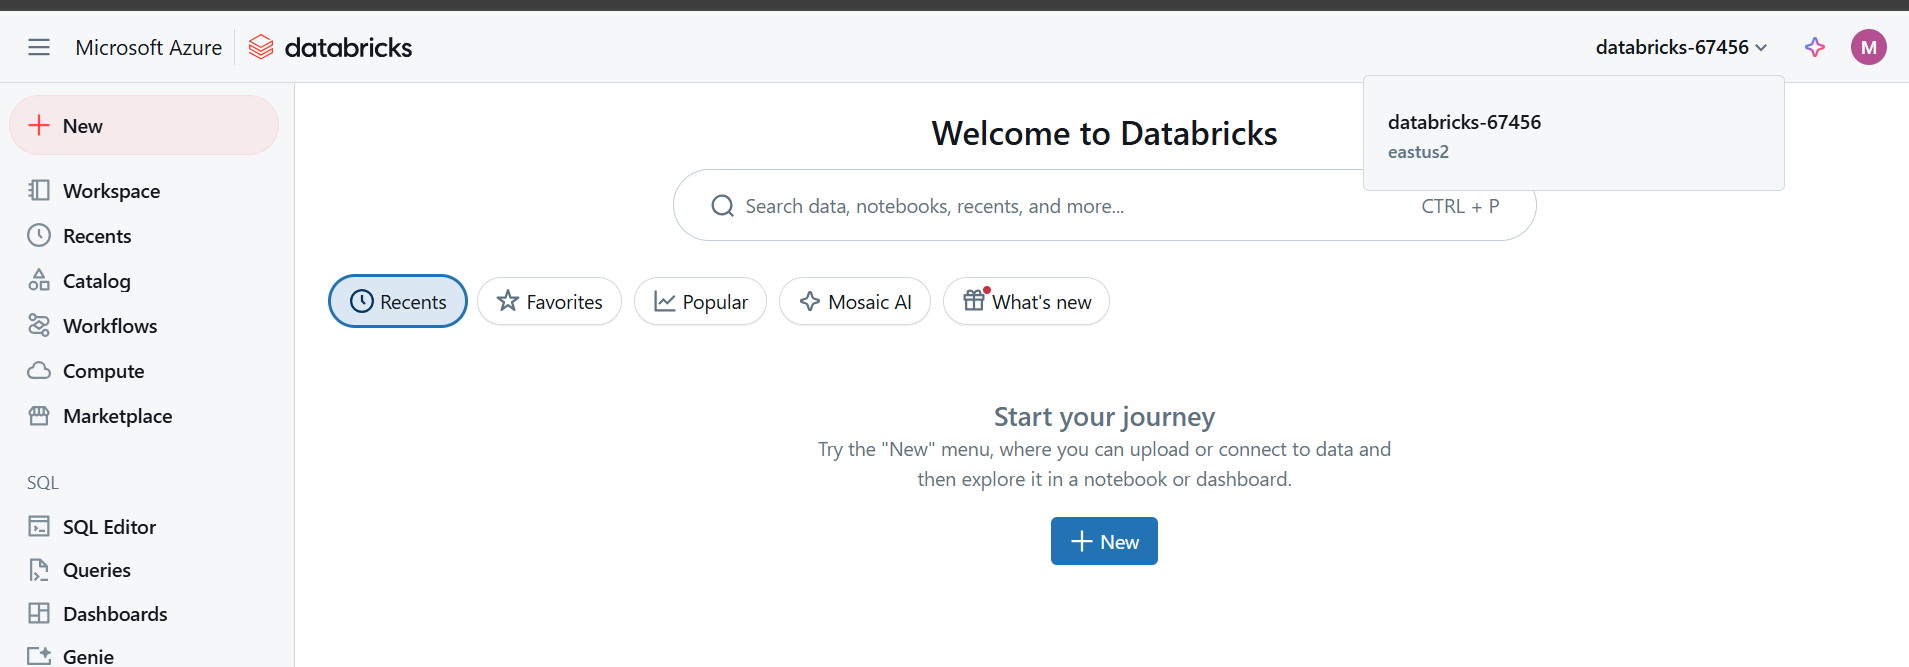 Microsoft Azure
databricks
databricks-67456
M
databricks-67456
eastus2
New
Workspace
Recents
Catalog
Workflows
Compute
Marketplace
SQL
SQL Editor
Queries
Dashboards
Genie
Welcome to Databricks
Search data, notebooks, recents, and more...
CTRL + P
Recents
Favorites
Popular
Mosaic AI
What's new
Start your journey
Try the "New" menu, where you can upload or connect to data and
then explore it in a notebook or dashboard.
New